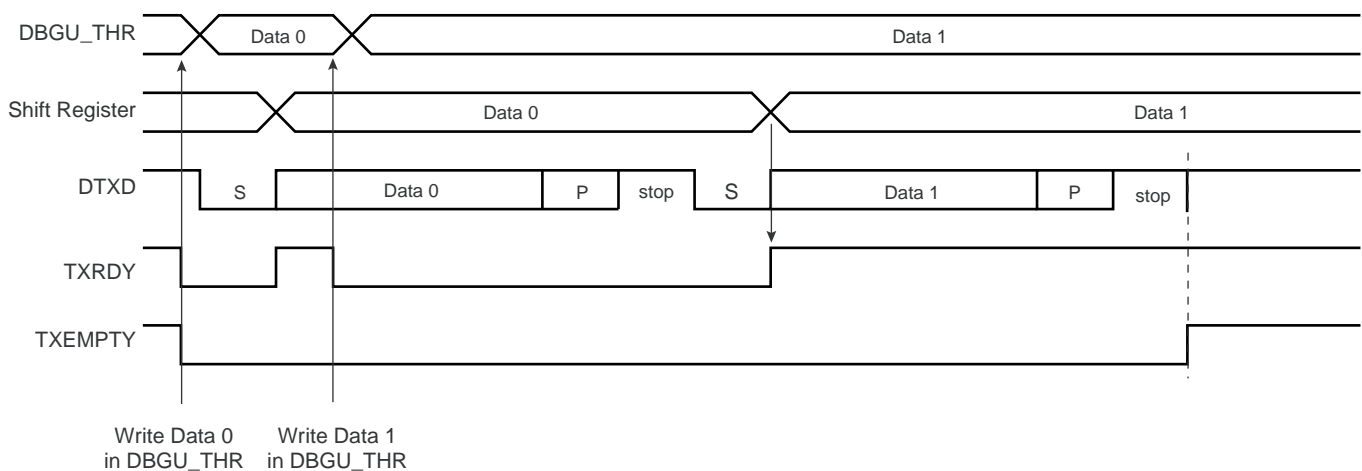 DBGU_THR Data 0 Data 1
Shift Register Data 0 Data 1
DTXD S Data 0 P stop S Data 1 P stop
TXRDY
TXEMPTY
Write Data 0 Write Data 1
in DBGU_THR in DBGU_THR